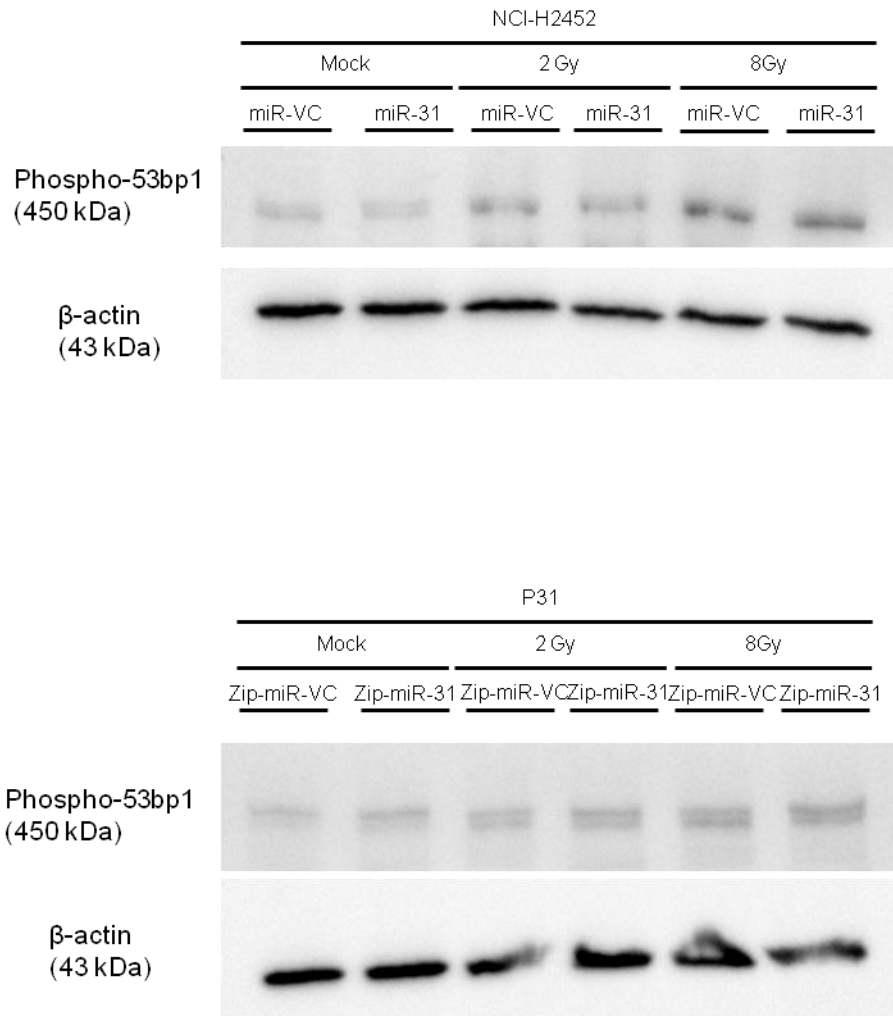 NCI-H2452
Mock 2 Gy 8Gy
miR-VC miR-31 miR-VC miR-31 miR-VC miR-31
Phospho-53bp1
(450 kDa)
β-actin
(43 kDa)
P31
Mock 2 Gy 8Gy
Zip-miR-VC Zip-miR-31 Zip-miR-VC Zip-miR-31 Zip-miR-VC Zip-miR-31
Phospho-53bp1
(450 kDa)
β-actin
(43 kDa)